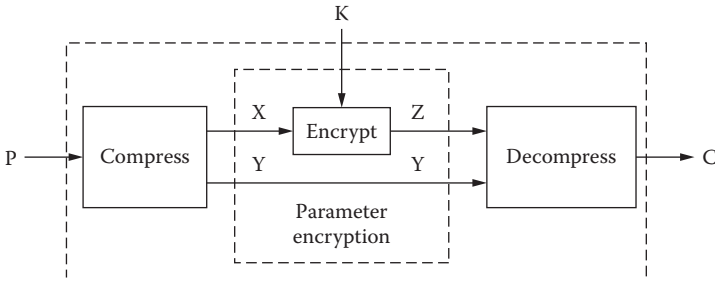 K
X
Z
Encrypt
P
Compress
Decompress
C
Y
Y
Parameter
encryption